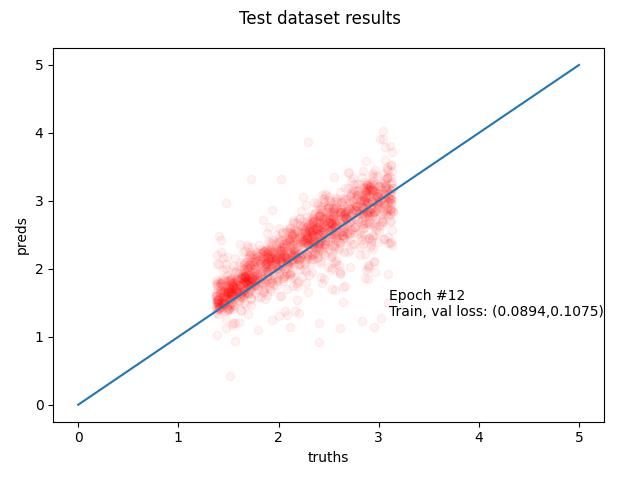 Test dataset results
5
4
3
2
1
0
preds
Epoch #12
Train, val loss: (0.0894,0.1075)
0 1 2 3 4 5
truths